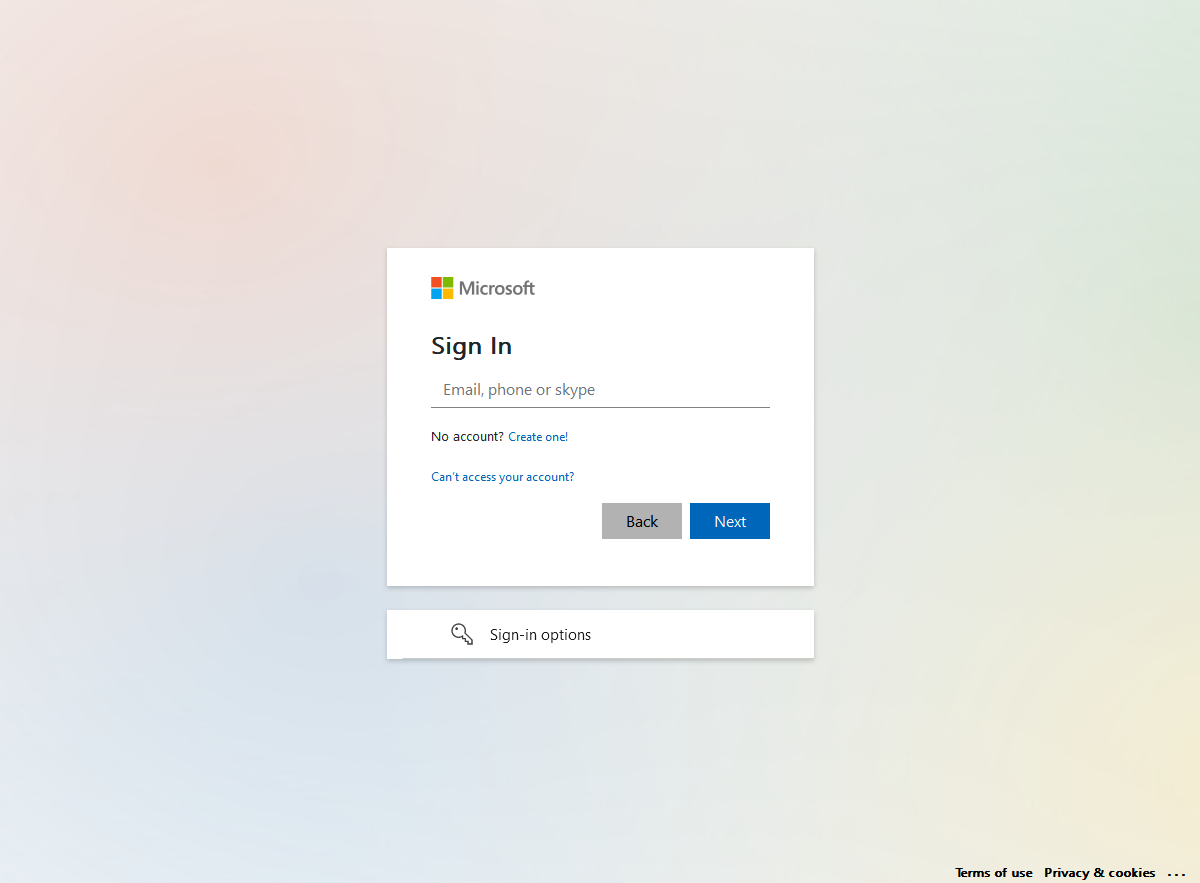 Microsoft
Sign In
Email, phone or skype
No account? Create one!
Can't access your account?
Back Next
Sign-in options
Terms of use Privacy & cookies ...